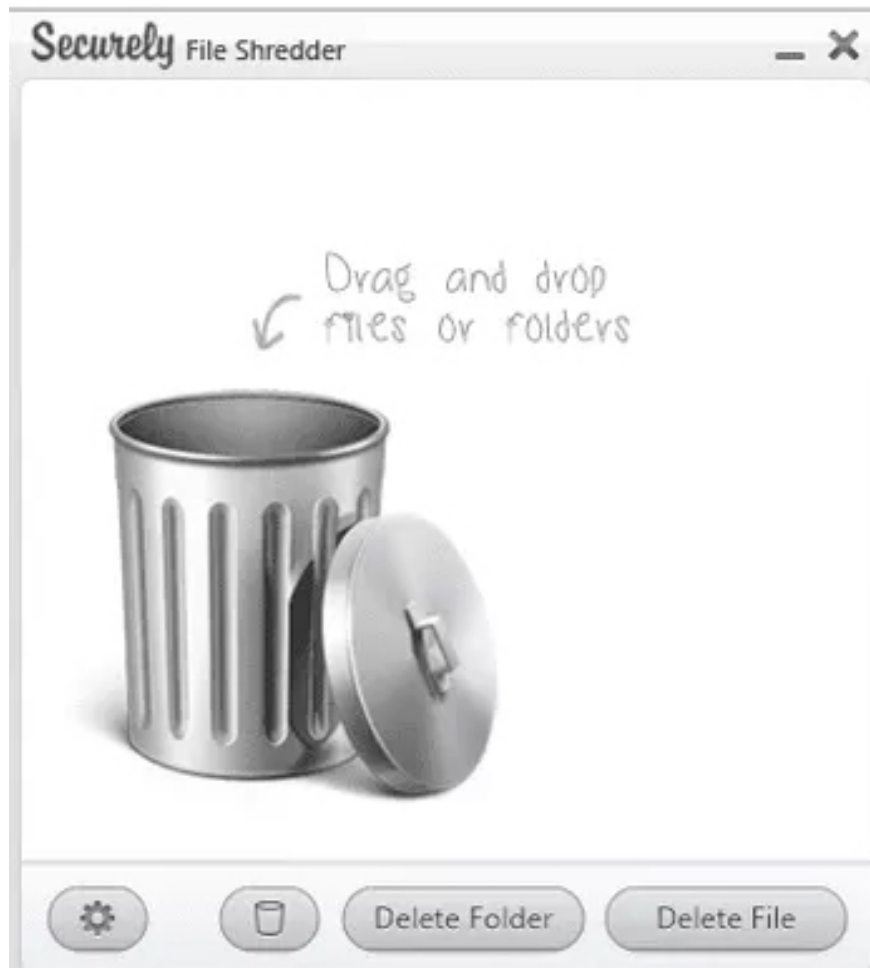 Securely File Shredder
Drag and drop
files or folders
Delete Folder Delete File